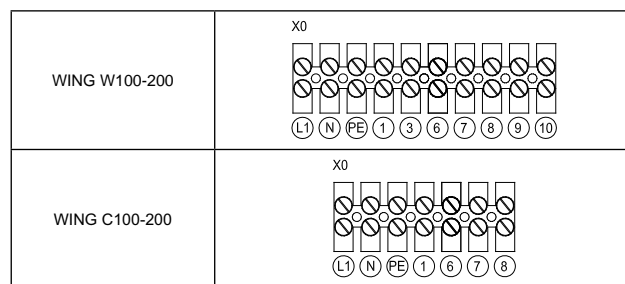 X0
WING W100-200
L1 N PE 1 3 6 7 8 9 10
X0
WING C100-200
L1 N PE 1 6 7 8